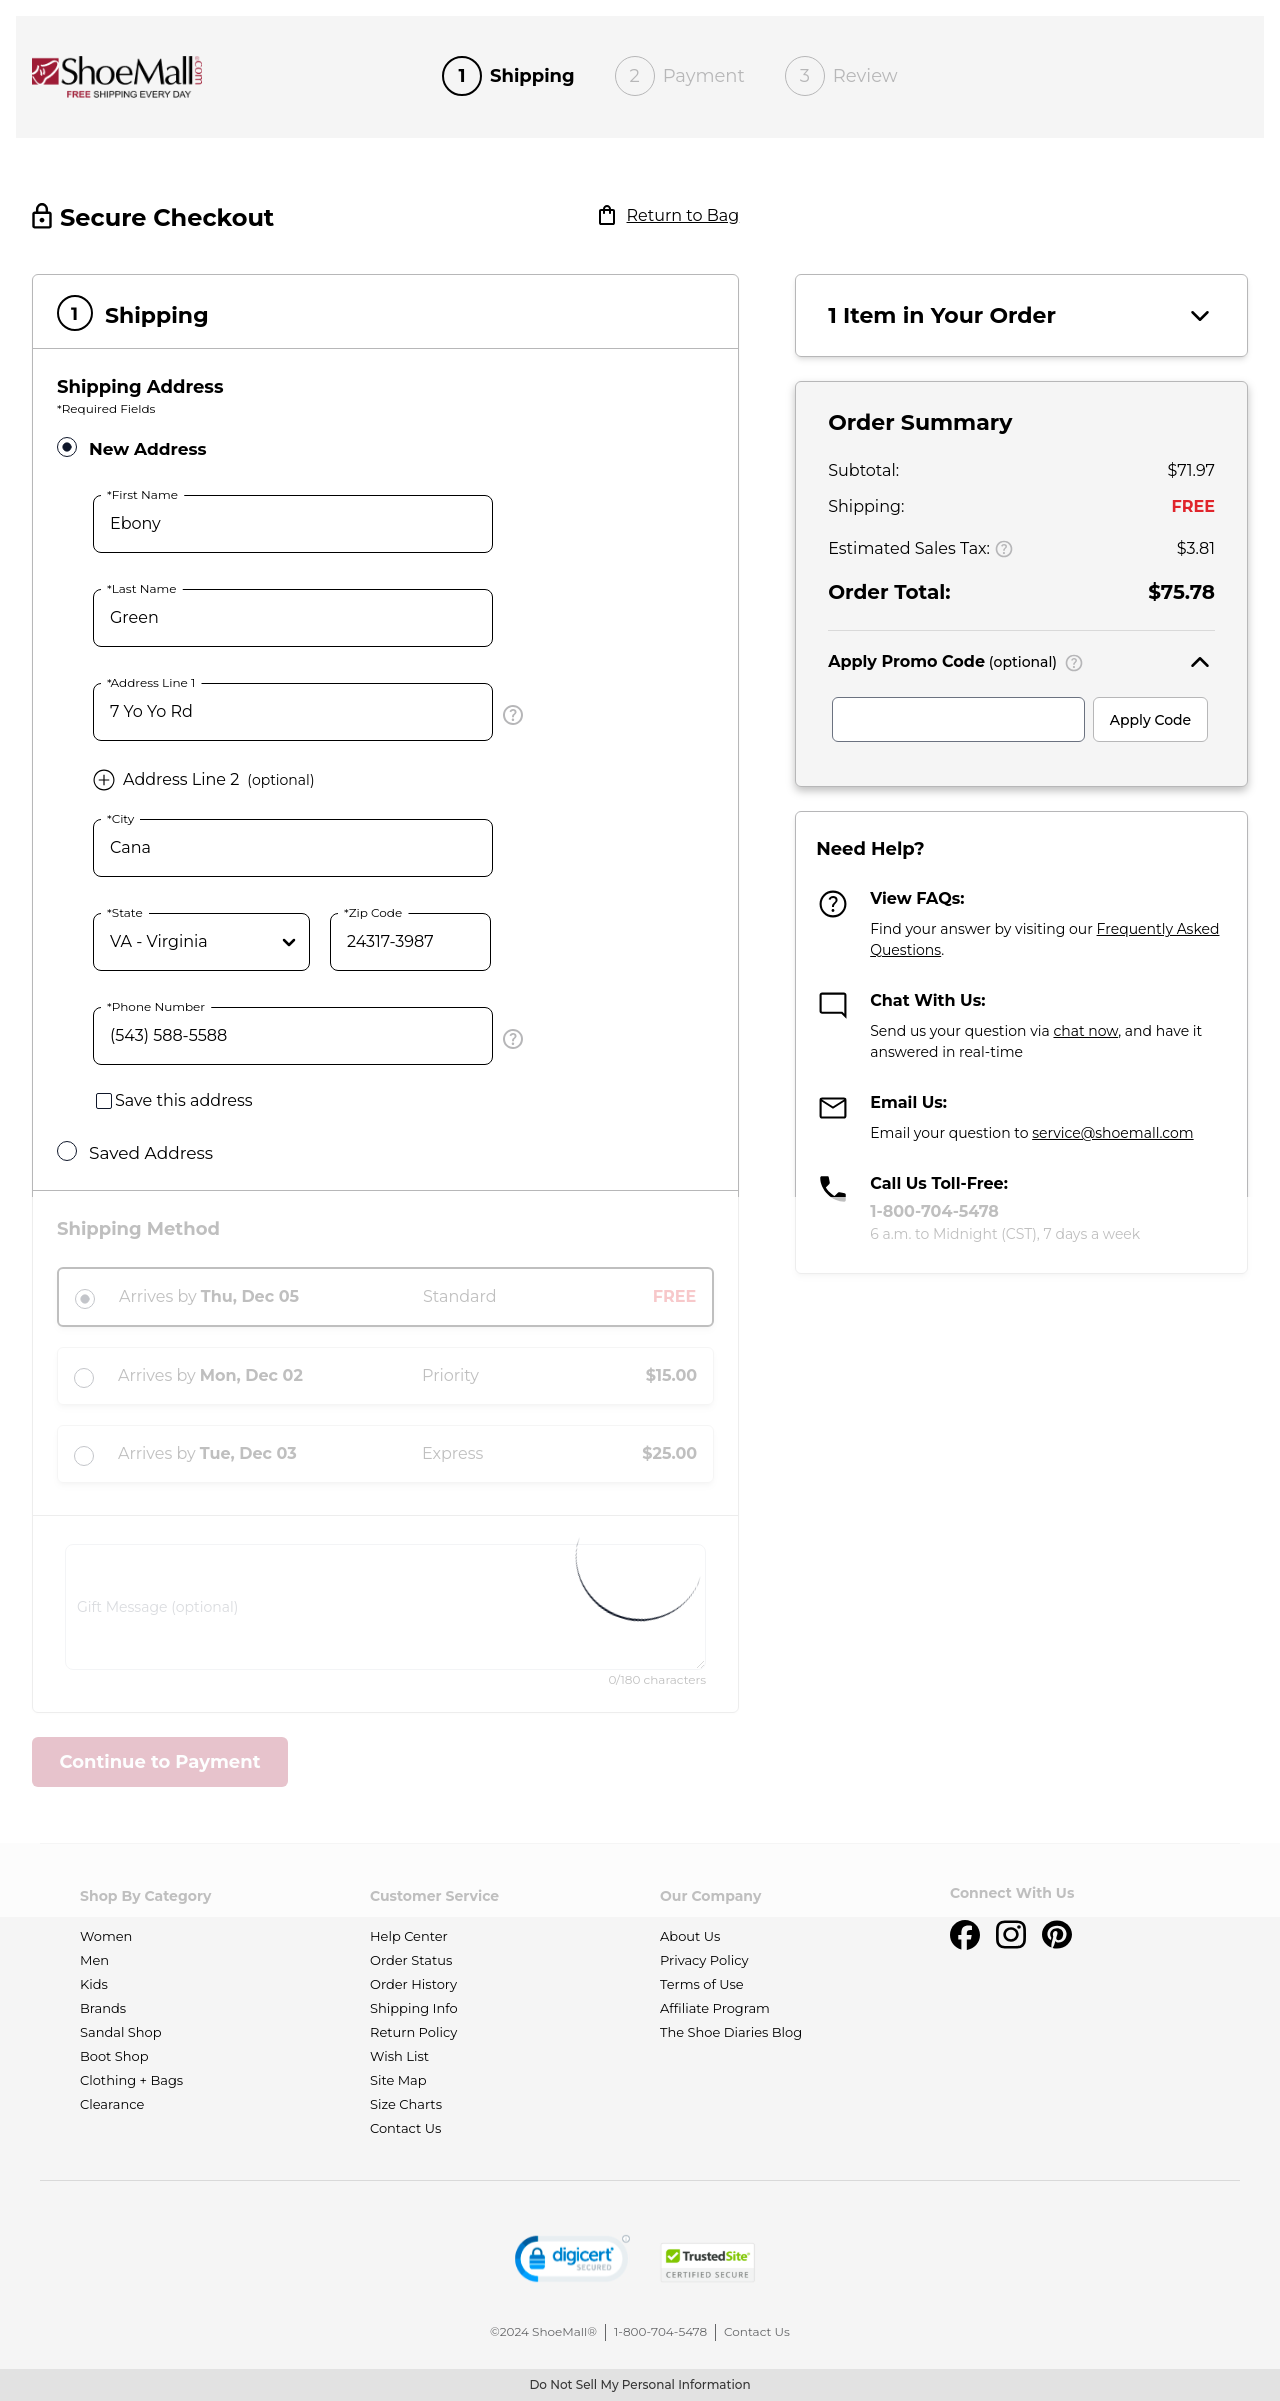 ShoeMall.com
FREE SHIPPING EVERY DAY
1 Shipping
2 Payment
3 Review
Secure Checkout
Return to Bag
1 Shipping
Shipping Address
*Required Fields
New Address
*First Name
Ebony
*Last Name
Green
*Address Line 1
7 Yo Yo Rd
Address Line 2 (optional)
*City
Cana
*State
VA - Virginia
*Zip Code
24317-3987
*Phone Number
(543) 588-5588
Save this address
Saved Address
Shipping Method
Arrives by Thu, Dec 05 Standard FREE
Arrives by Mon, Dec 02 Priority $15.00
Arrives by Tue, Dec 03 Express $25.00
Gift Message (optional)
0/180 characters
Continue to Payment
1 Item in Your Order
Order Summary
Subtotal: $71.97
Shipping: FREE
Estimated Sales Tax: $3.81
Order Total: $75.78
Apply Promo Code (optional)
Apply Code
Need Help?
View FAQs:
Find your answer by visiting our Frequently Asked
Questions.
Chat With Us:
Send us your question via chat now, and have it
answered in real-time
Email Us:
Email your question to service@shoemall.com
Call Us Toll-Free:
1-800-704-5478
6 a.m. to Midnight (CST), 7 days a week
Shop By Category
Women
Men
Kids
Brands
Sandal Shop
Boot Shop
Clothing + Bags
Clearance
Customer Service
Help Center
Order Status
Order History
Shipping Info
Return Policy
Wish List
Site Map
Size Charts
Contact Us
Our Company
About Us
Privacy Policy
Terms of Use
Affiliate Program
The Shoe Diaries Blog
Connect With Us
digicert
SECURED
TrustedSite
CERTIFIED SECURE
©2024 ShoeMall® | 1-800-704-5478 | Contact Us
Do Not Sell My Personal Information